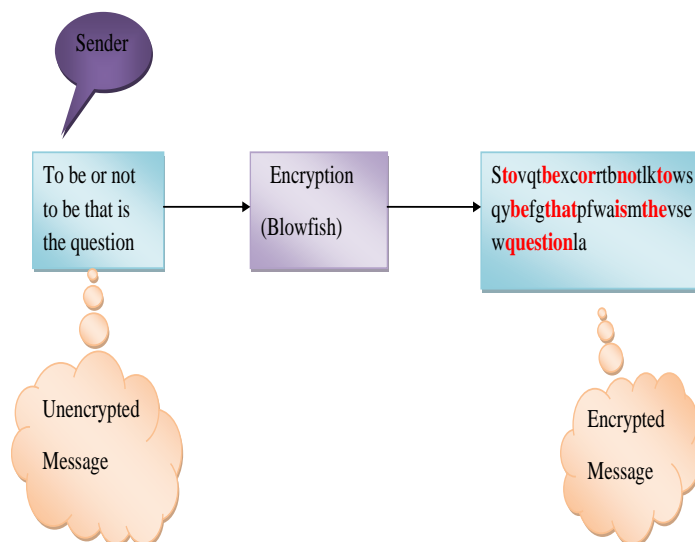 Sender
To be or not
to be that is
the question
Encryption
(Blowfish)
Stovqtbexcorrtbnotlktows
qybefgthatpfwaismthevse
wquestionla
Unencrypted
Message
Encrypted
Message